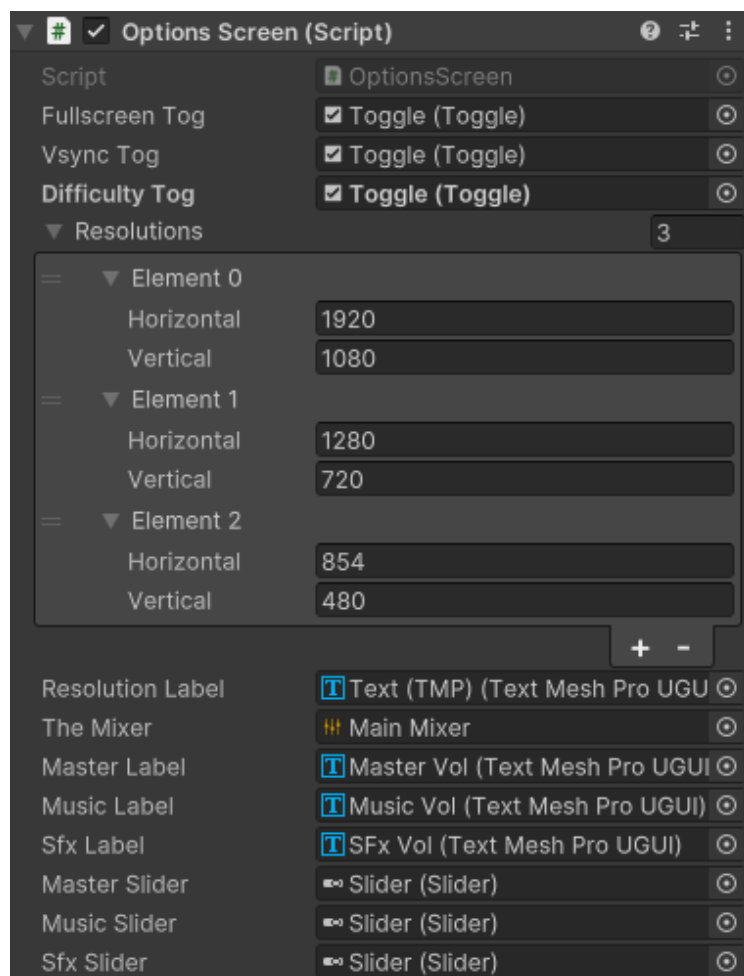 # Options Screen (Script)
Script # OptionsScreen
Fullscreen Tog Toggle (Toggle)
Vsync Tog Toggle (Toggle)
Difficulty Tog Toggle (Toggle)
Resolutions 3
Element 0
Horizontal 1920
Vertical 1080
Element 1
Horizontal 1280
Vertical 720
Element 2
Horizontal 854
Vertical 480
+ -
Resolution Label T Text (TMP) (Text Mesh Pro UGU
The Mixer Main Mixer
Master Label T Master Vol (Text Mesh Pro UGUI
Music Label T Music Vol (Text Mesh Pro UGUI)
Sfx Label T SFx Vol (Text Mesh Pro UGUI)
Master Slider Slider (Slider)
Music Slider Slider (Slider)
Sfx Slider Slider (Slider)